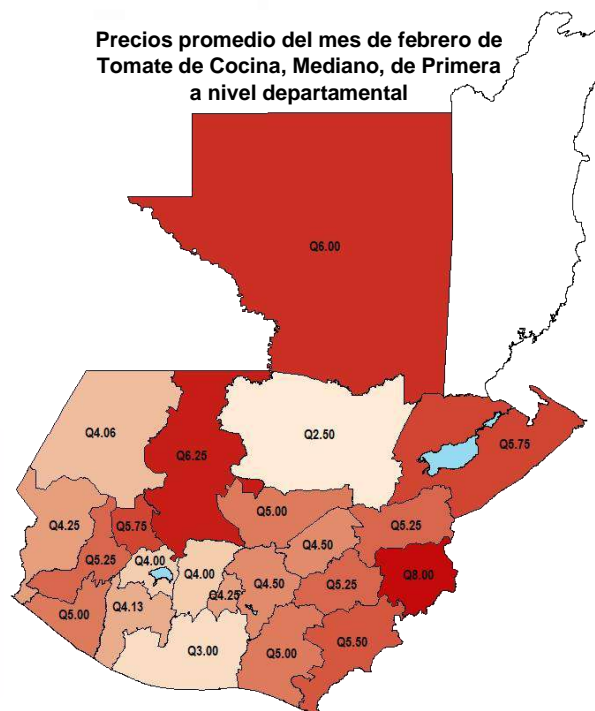 Precios promedio del mes de febrero de
Tomate de Cocina, Mediano, de Primera
a nivel departamental
Q6.00
Q4.06
Q6.25
Q2.50
Q5.75
Q4.25
Q5.75
Q5.00
Q5.25
Q5.25
Q4.00
Q4.00
Q4.50
Q4.50
Q5.25
Q8.00
Q4.25
Q5.00
Q4.13
Q3.00
Q5.00
Q5.50